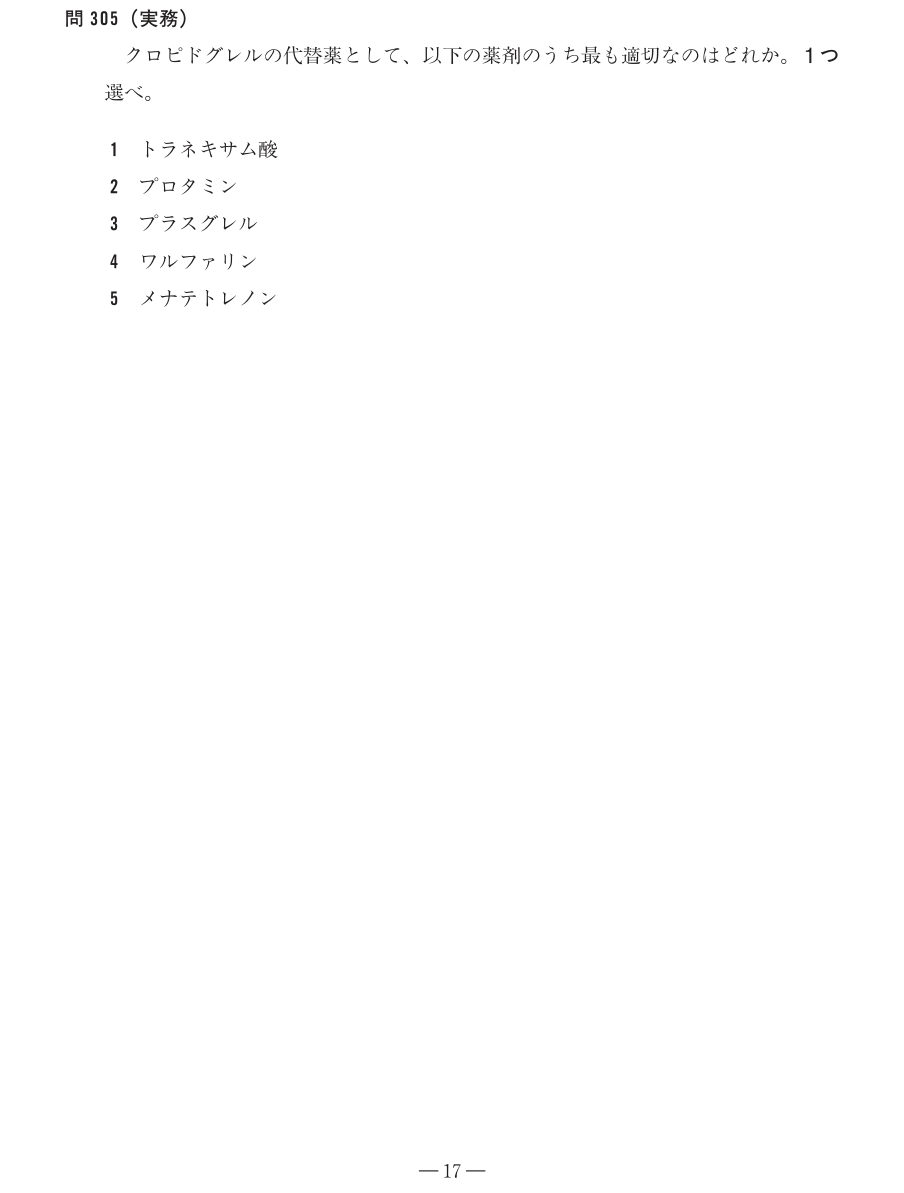 問 305（実務）
クロピドグレルの代替薬として、以下の薬剤のうち最も適切なのはどれか。1つ
選べ。
1 トラネキサム酸
2 プロタミン
3 プラスグレル
4 ワルファリン
5 メナテトレノン
― 17 ―